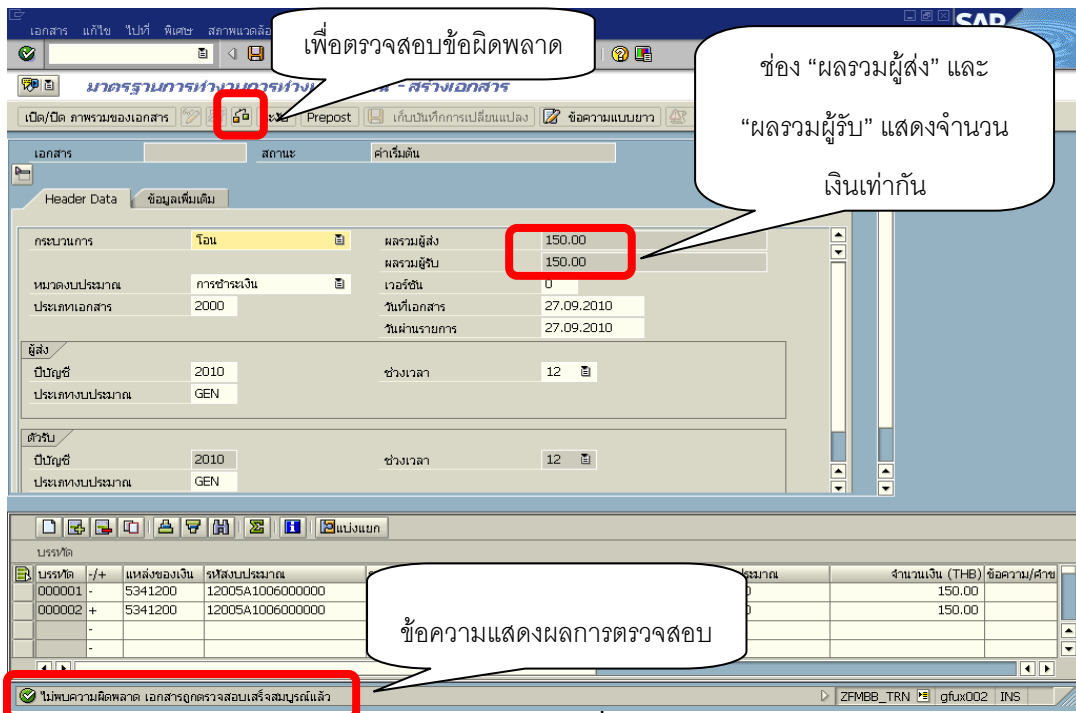 เอกสาร แก้ไข ไปที่ พิเศษ
เพื่อตรวจสอบข้อผิดพลาด
SAP
ช่อง “ผลรวมผู้ส่ง” และ
“ผลรวมผู้รับ” แสดงจำนวน
เงินเท่ากัน
- สร้างเอกสาร
เปิด/ปิด ภาพรวมของเอกสาร Prepost เก็บบันทึกการเปลี่ยนแปลง ข้อความแบบยาว
เอกสาร สถานะ ค่าเริ่มต้น
Header Data ข้อมูลเพิ่มเติม
กระบวนการ โอน ผลรวมผู้ส่ง 150.00
ผลรวมผู้รับ 150.00
หมวดงบประมาณ การชำระเงิน เวอร์ชัน 0
ประเภทเอกสาร 2000 วันที่เอกสาร 27.09.2010
วันผ่านรายการ 27.09.2010
ผู้ส่ง
ปีบัญชี 2010 ช่วงเวลา 12
ประเภทงบประมาณ GEN
ตัวรับ
ปีบัญชี 2010 ช่วงเวลา 12
ประเภทงบประมาณ GEN
แบ่งแยก
บรรทัด
บรรทัด -/+ แหล่งของเงิน รหัสงบประมาณ จำนวนเงิน (THB)
000001 - 5341200 12005A1006000000 150.00
000002 + 5341200 12005A1006000000 150.00
-
-
ข้อความแสดงผลการตรวจสอบ
ไม่พบความผิดพลาด เอกสารถูกตรวจสอบเสร็จสมบูรณ์แล้ว ZFMBB_TRN gfux002 INS